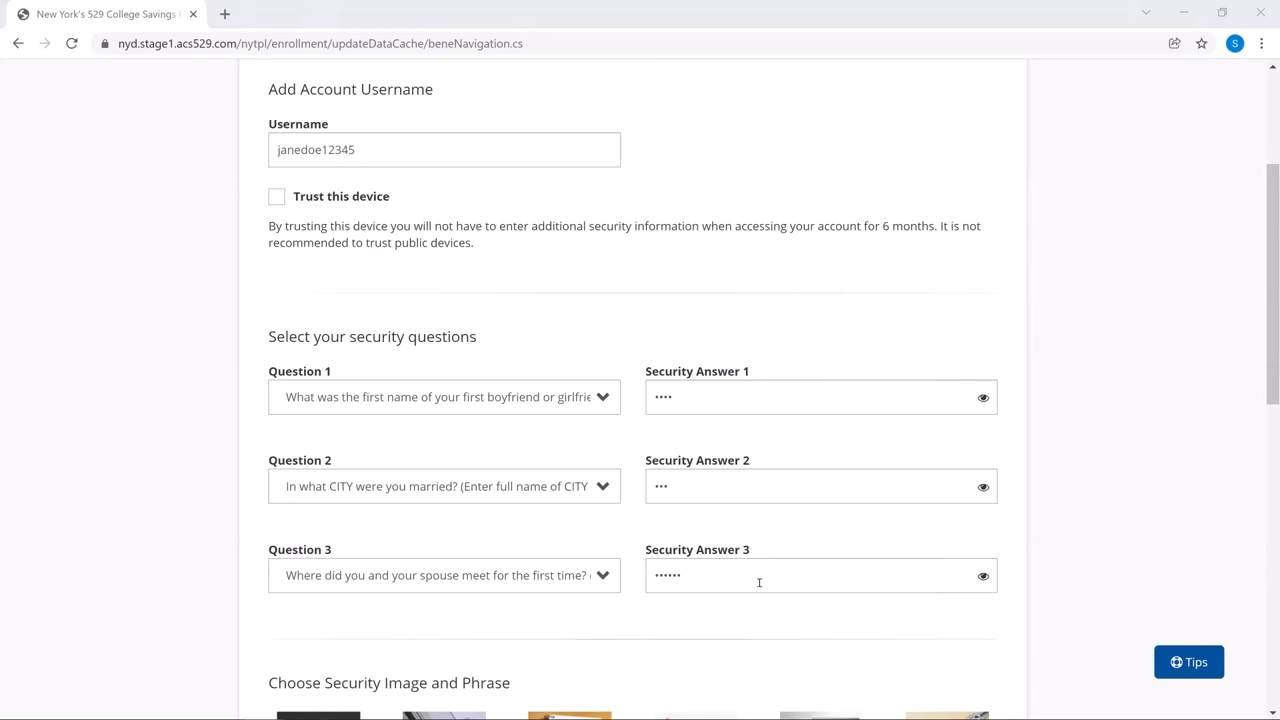 New York's 529 College Savings
nyd.stage1.acs529.com/nytpl/enrollment/updateDataCache/beneNavigation.cs
S
Add Account Username
Username
janedoe12345
Trust this device
By trusting this device you will not have to enter additional security information when accessing your account for 6 months. It is not
recommended to trust public devices.
Select your security questions
Question 1
Security Answer 1
What was the first name of your first boyfriend or girlfrie
••••
Question 2
Security Answer 2
In what CITY were you married? (Enter full name of CITY
•••
Question 3
Security Answer 3
Where did you and your spouse meet for the first time? (
••••••
Tips
Choose Security Image and Phrase